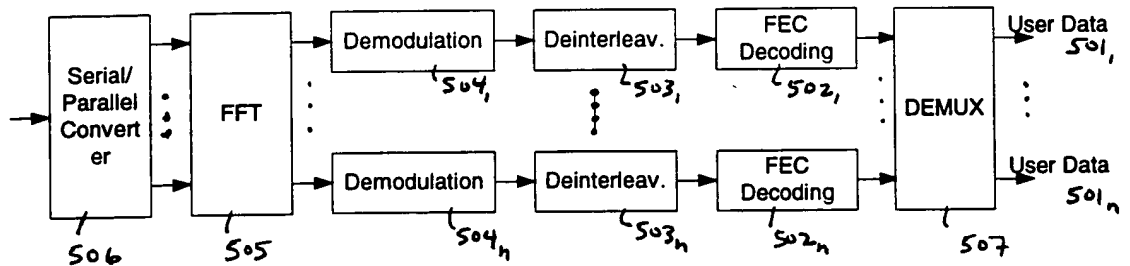 Serial/
Parallel
Convert
er
506
FFT
505
Demodulation
504₁
Deinterleav.
503₁
FEC
Decoding
502₁
Demodulation
504ₙ
Deinterleav.
503ₙ
FEC
Decoding
502ₙ
DEMUX
507
User Data
501₁
User Data
501ₙ